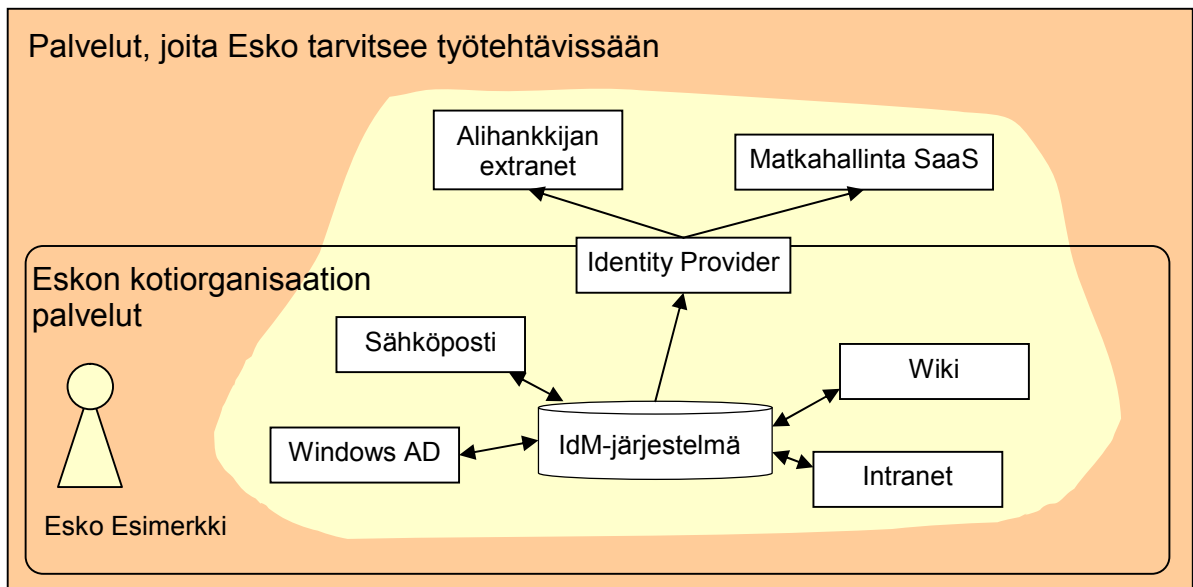 Palvelut, joita Esko tarvitsee työtehtävissään
Alihankkijan
extranet
Matkahallinta SaaS
Identity Provider
Eskon kotiorganisaation
palvelut
Sähköposti
Wiki
Windows AD
IdM-järjestelmä
Intranet
Esko Esimerkki